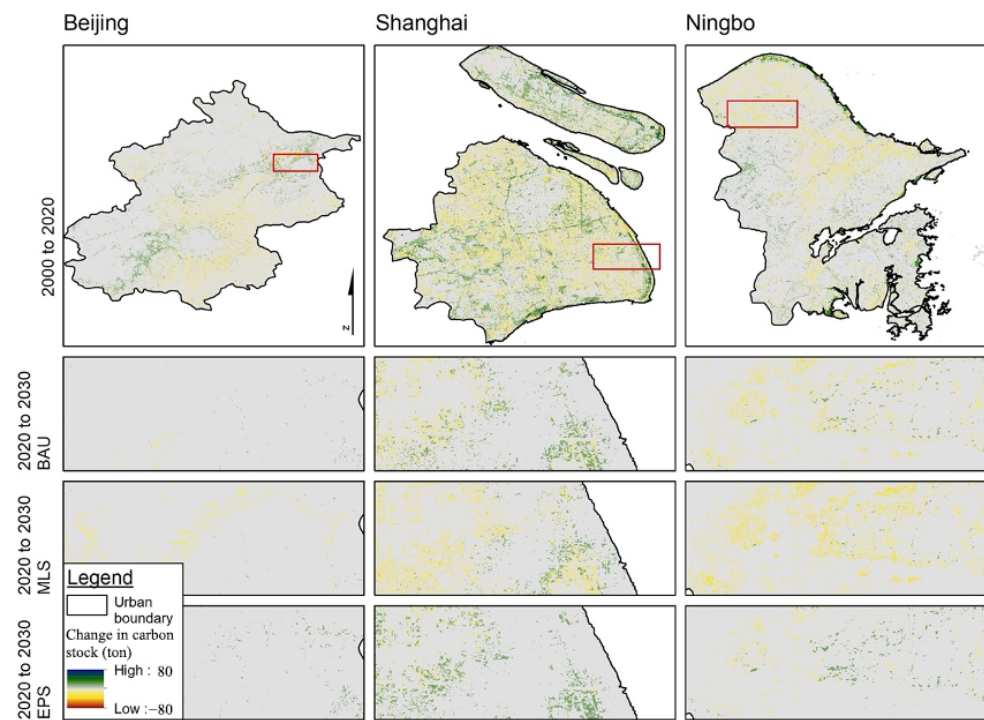 Beijing
Shanghai
Ningbo
2000 to 2020
N
2020 to 2030
BAU
2020 to 2030
MLS
2020 to 2030
EPS
Legend
Urban
boundary
Change in carbon
stock (ton)
High : 80
Low :−80